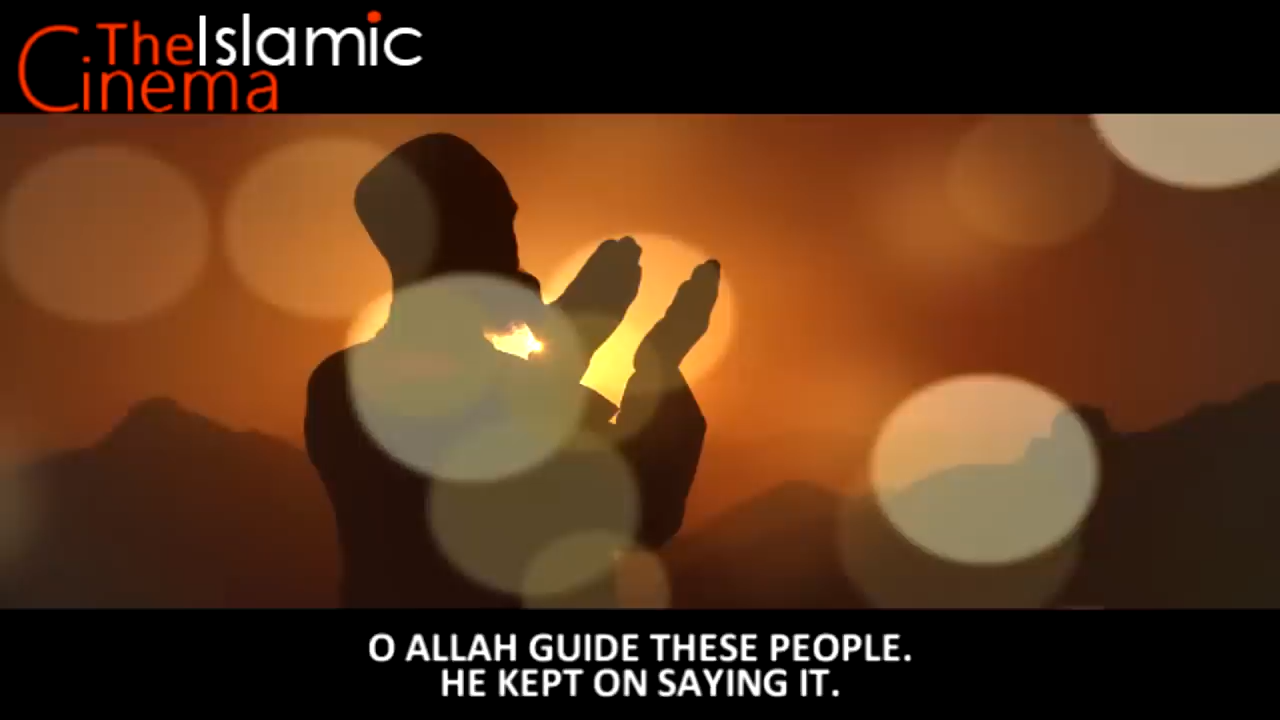 TheIslamic
Cinema
O ALLAH GUIDE THESE PEOPLE.
HE KEPT ON SAYING IT.